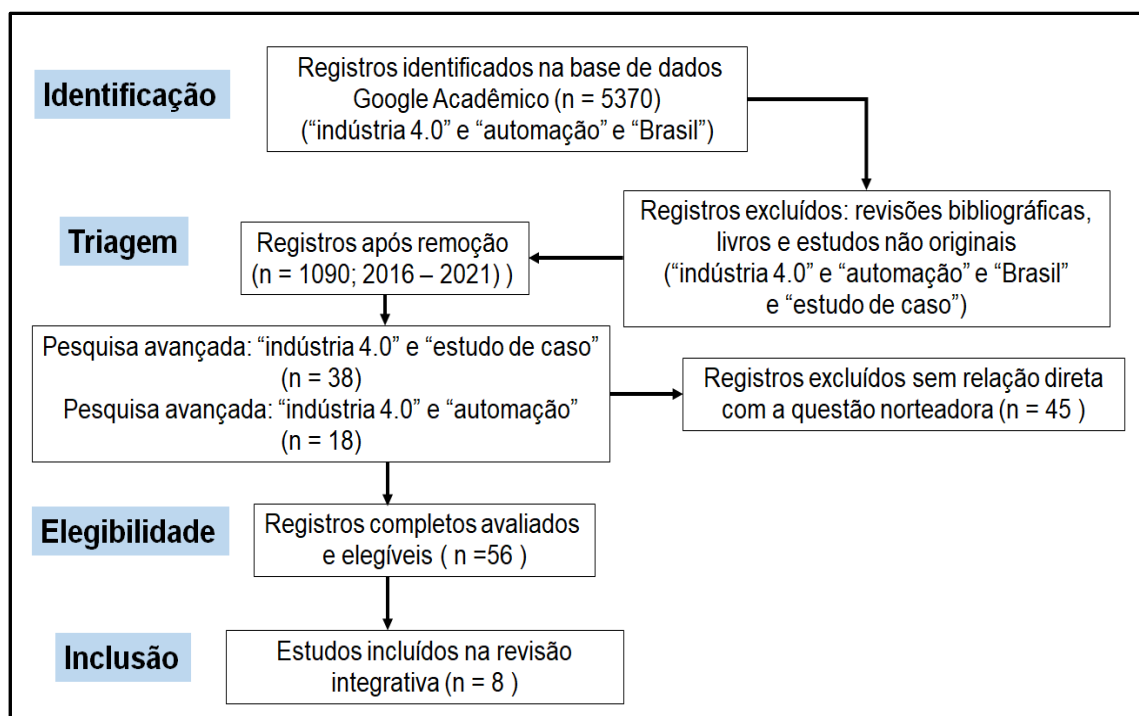 Identificação
Registros identificados na base de dados
Google Acadêmico (n = 5370)
(“indústria 4.0” e “automação” e “Brasil”)
Triagem
Registros excluídos: revisões bibliográficas,
livros e estudos não originais
(“indústria 4.0” e “automação” e “Brasil”
e “estudo de caso”)
Registros após remoção
(n = 1090; 2016 – 2021) )
Pesquisa avançada: “indústria 4.0” e “estudo de caso”
(n = 38)
Pesquisa avançada: “indústria 4.0” e “automação”
(n = 18)
Registros excluídos sem relação direta
com a questão norteadora (n = 45 )
Elegibilidade
Registros completos avaliados
e elegíveis ( n =56 )
Inclusão
Estudos incluídos na revisão
integrativa (n = 8 )